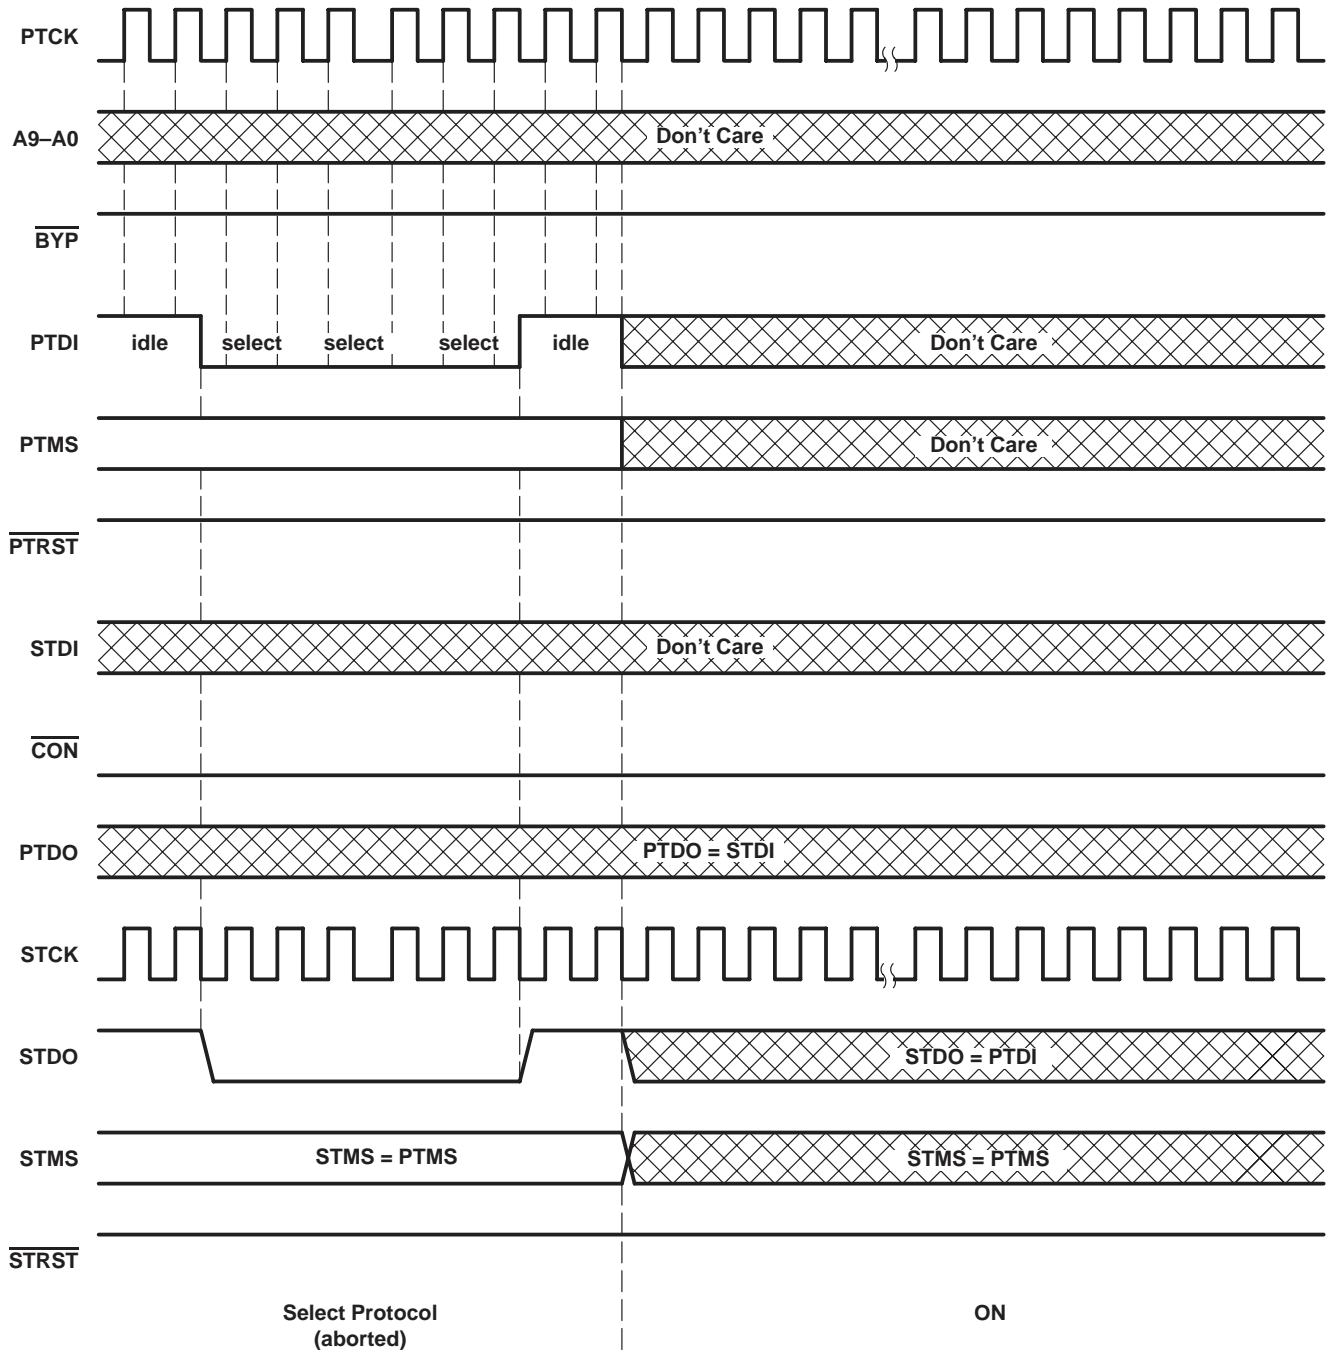 PTCK
A9–A0
Don't Care
BYP
PTDI
idle select select select idle Don't Care
PTMS
Don't Care
PTRST
STDI
Don't Care
CON
PTDO
PTDO = STDI
STCK
STDO
STDO = PTDI
STMS
STMS = PTMS STMS = PTMS
STRST
Select Protocol
(aborted)
ON